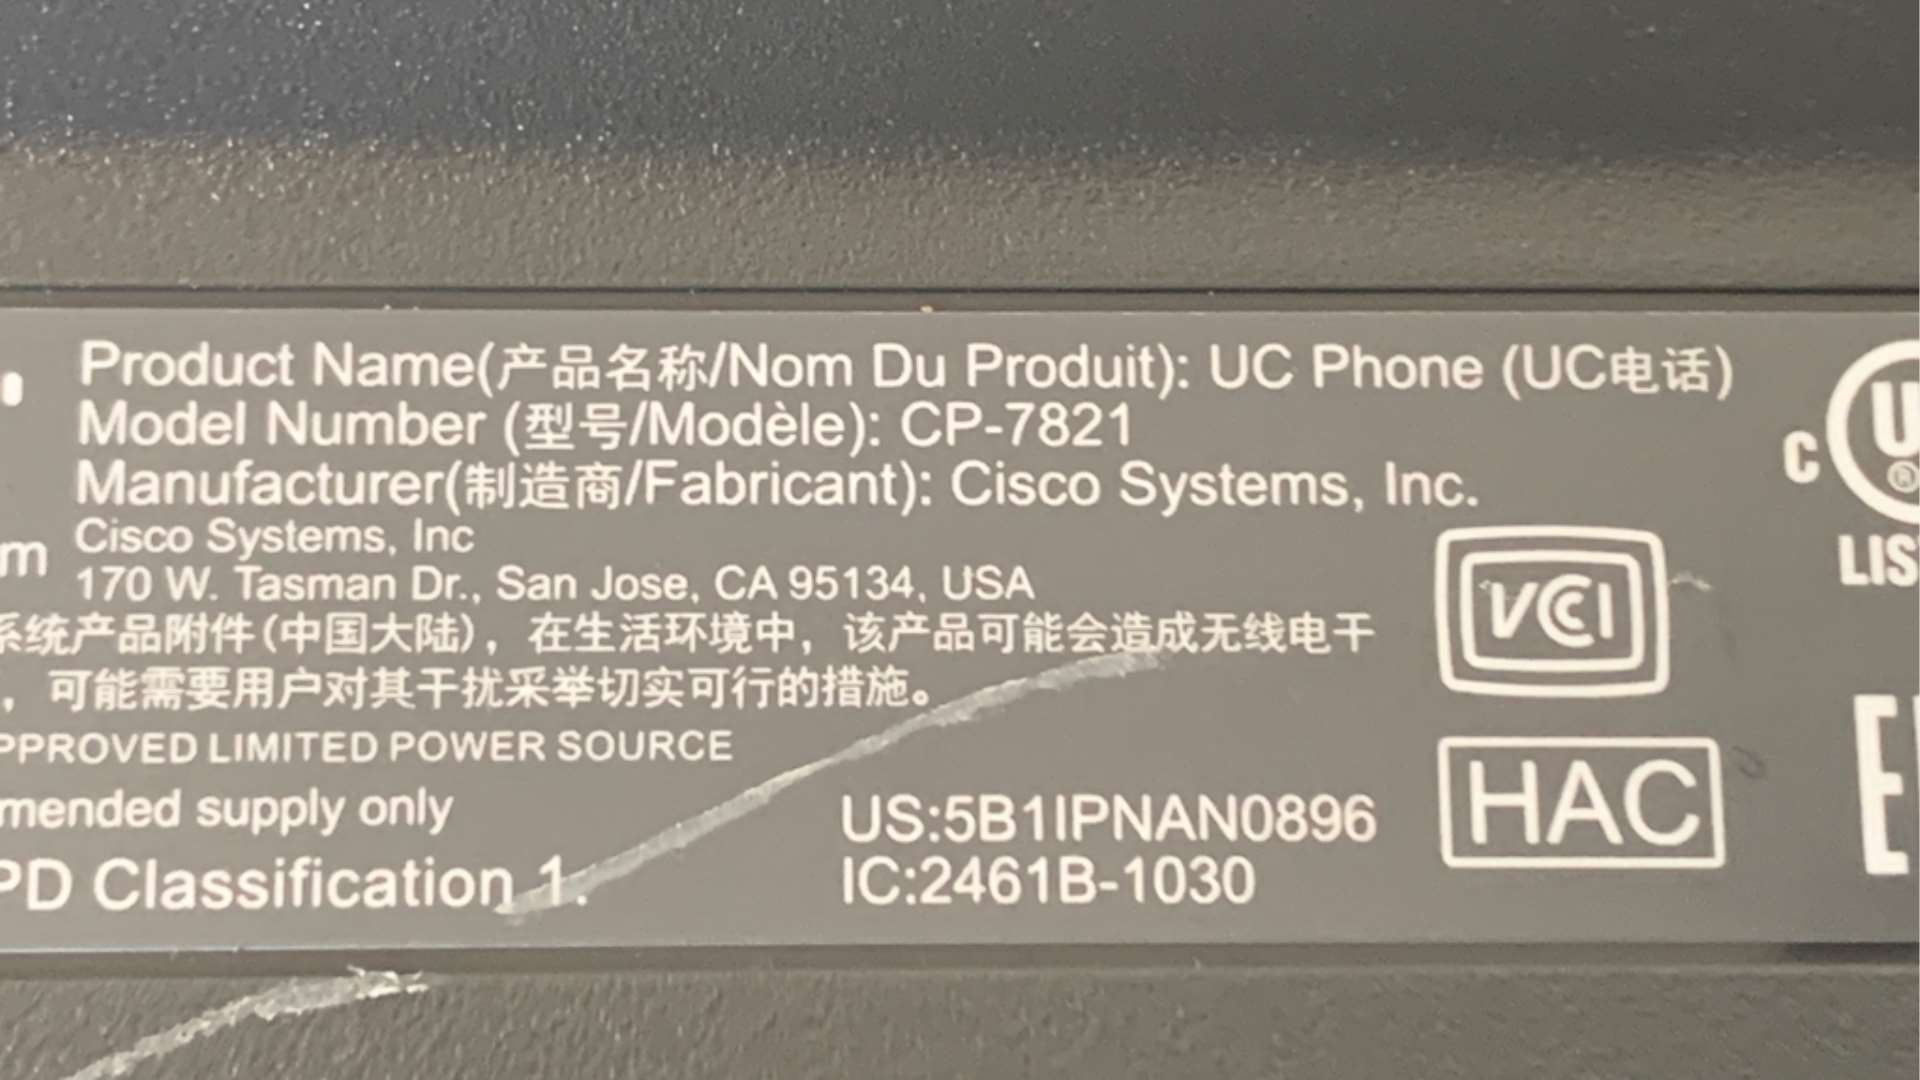 Product Name(产品名称/Nom Du Produit): UC Phone (UC电话)
Model Number (型号/Modèle): CP-7821
Manufacturer(制造商/Fabricant): Cisco Systems, Inc.
Cisco Systems, Inc
170 W. Tasman Dr., San Jose, CA 95134, USA
系统产品附件(中国大陆)，在生活环境中，该产品可能会造成无线电干
，可能需要用户对其干扰采举切实可行的措施。
PPROVED LIMITED POWER SOURCE
mended supply only
PD Classification 1.
US:5B1IPNAN0896
IC:2461B-1030
VCCI
HAC
C
U
®
LIS